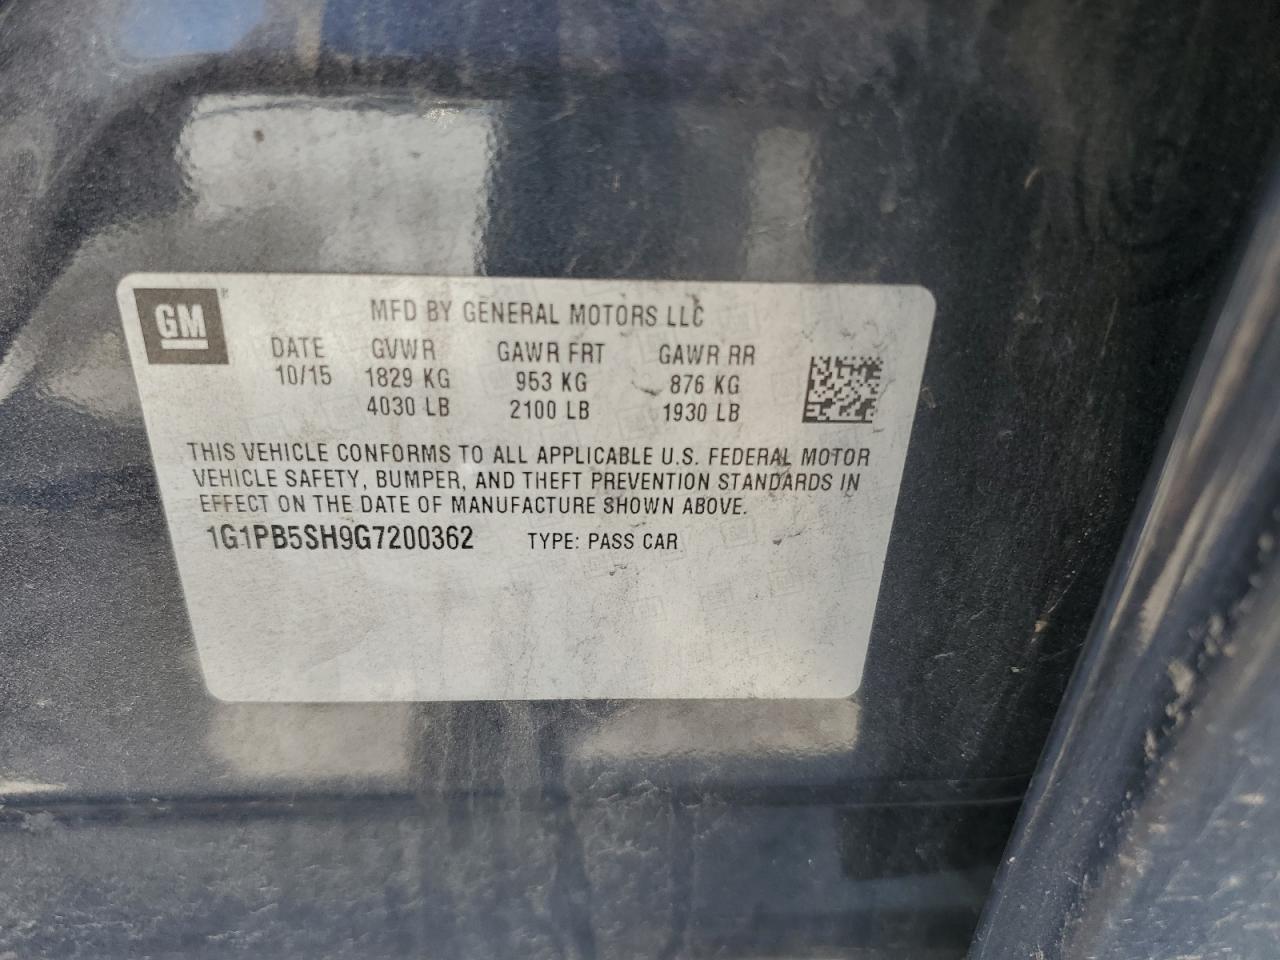 GM
MFD BY GENERAL MOTORS LLC
DATE GVWR GAWR FRT GAWR RR
10/15 1829 KG 953 KG 876 KG
4030 LB 2100 LB 1930 LB
THIS VEHICLE CONFORMS TO ALL APPLICABLE U.S. FEDERAL MOTOR
VEHICLE SAFETY, BUMPER, AND THEFT PREVENTION STANDARDS IN
EFFECT ON THE DATE OF MANUFACTURE SHOWN ABOVE.
1G1PB5SH9G7200362 TYPE: PASS CAR